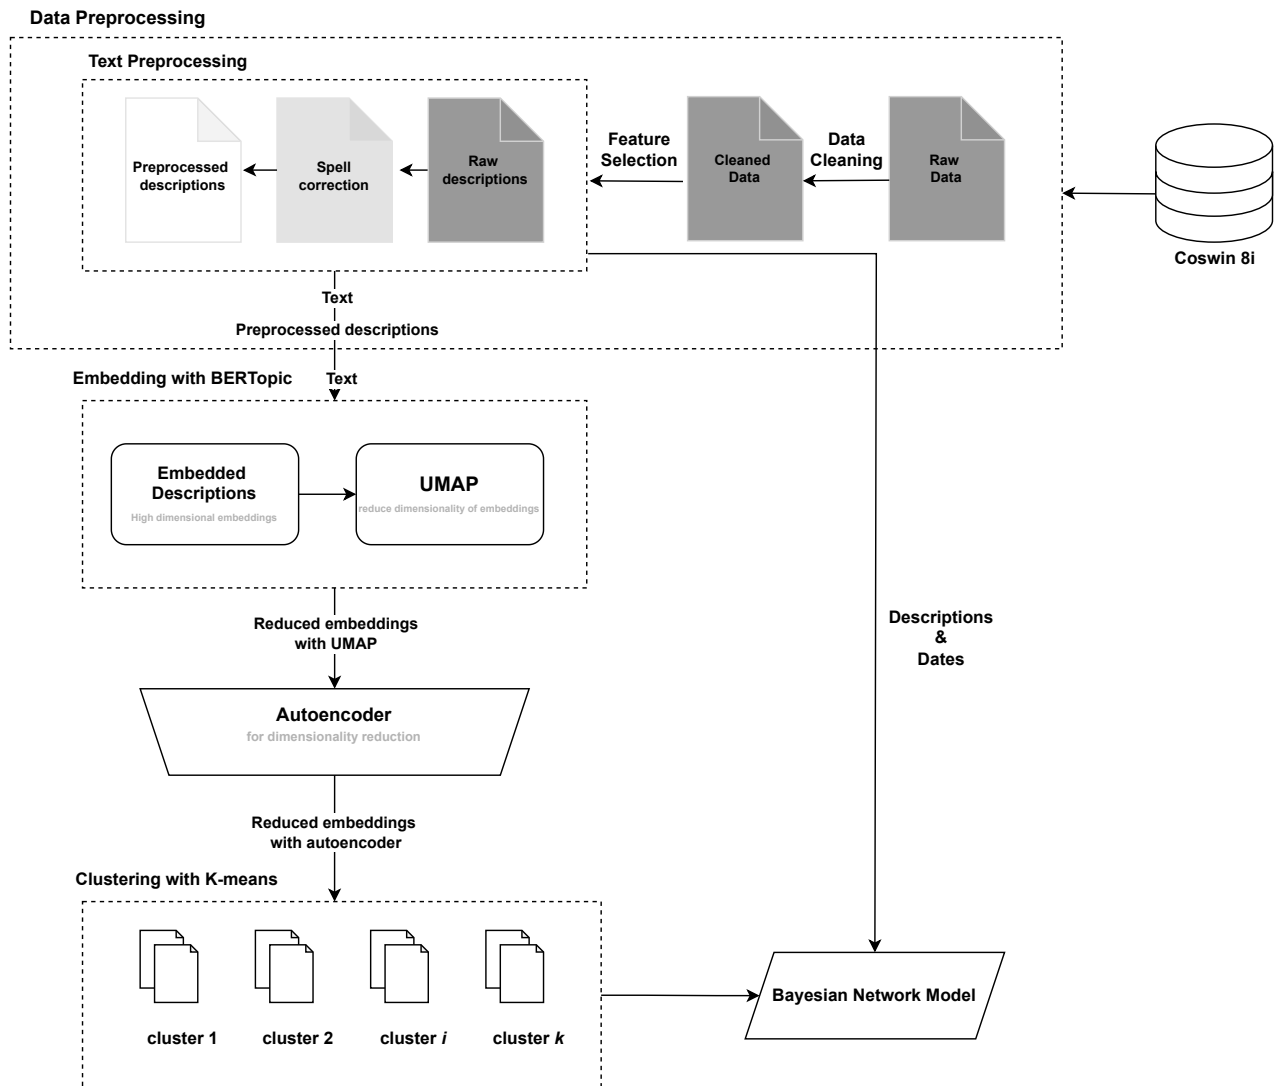 Data Preprocessing
Text Preprocessing
Preprocessed
descriptions
Spell
correction
Raw
descriptions
Feature
Selection
Cleaned
Data
Data
Cleaning
Raw
Data
Coswin 8i
Text
Preprocessed descriptions
Embedding with BERTopic
Text
Embedded
Descriptions
High dimensional embeddings
UMAP
reduce dimensionality of embeddings
Reduced embeddings
with UMAP
Descriptions
&
Dates
Autoencoder
for dimensionality reduction
Reduced embeddings
with autoencoder
Clustering with K-means
cluster 1
cluster 2
cluster i
cluster k
Bayesian Network Model